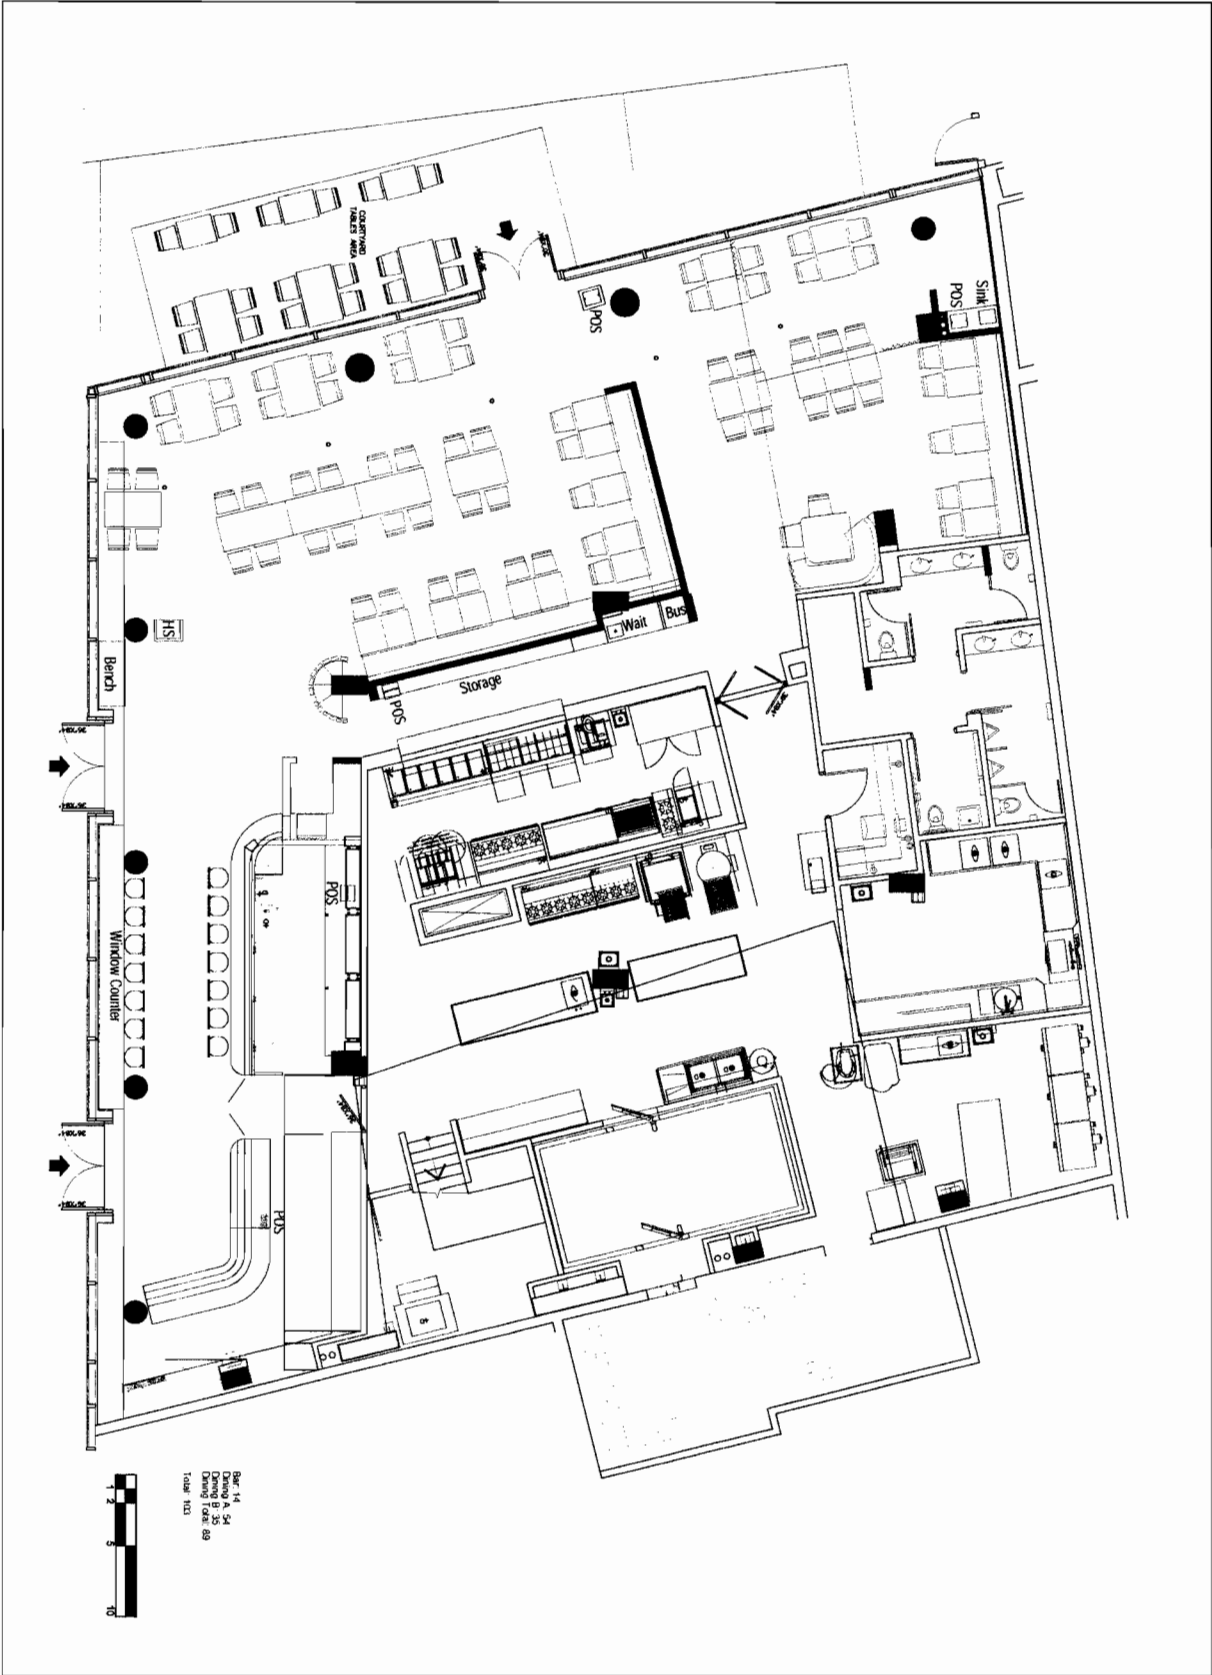 COURTYARD
TABLES AREA
POS
Sink
POS
HS
Bench
Wait
Bus
Storage
POS
POS
Window Counter
POS
Bar: 14
Dining A: 54
Dining B: 35
Dining Total: 89
Total: 103
1 2 5 10